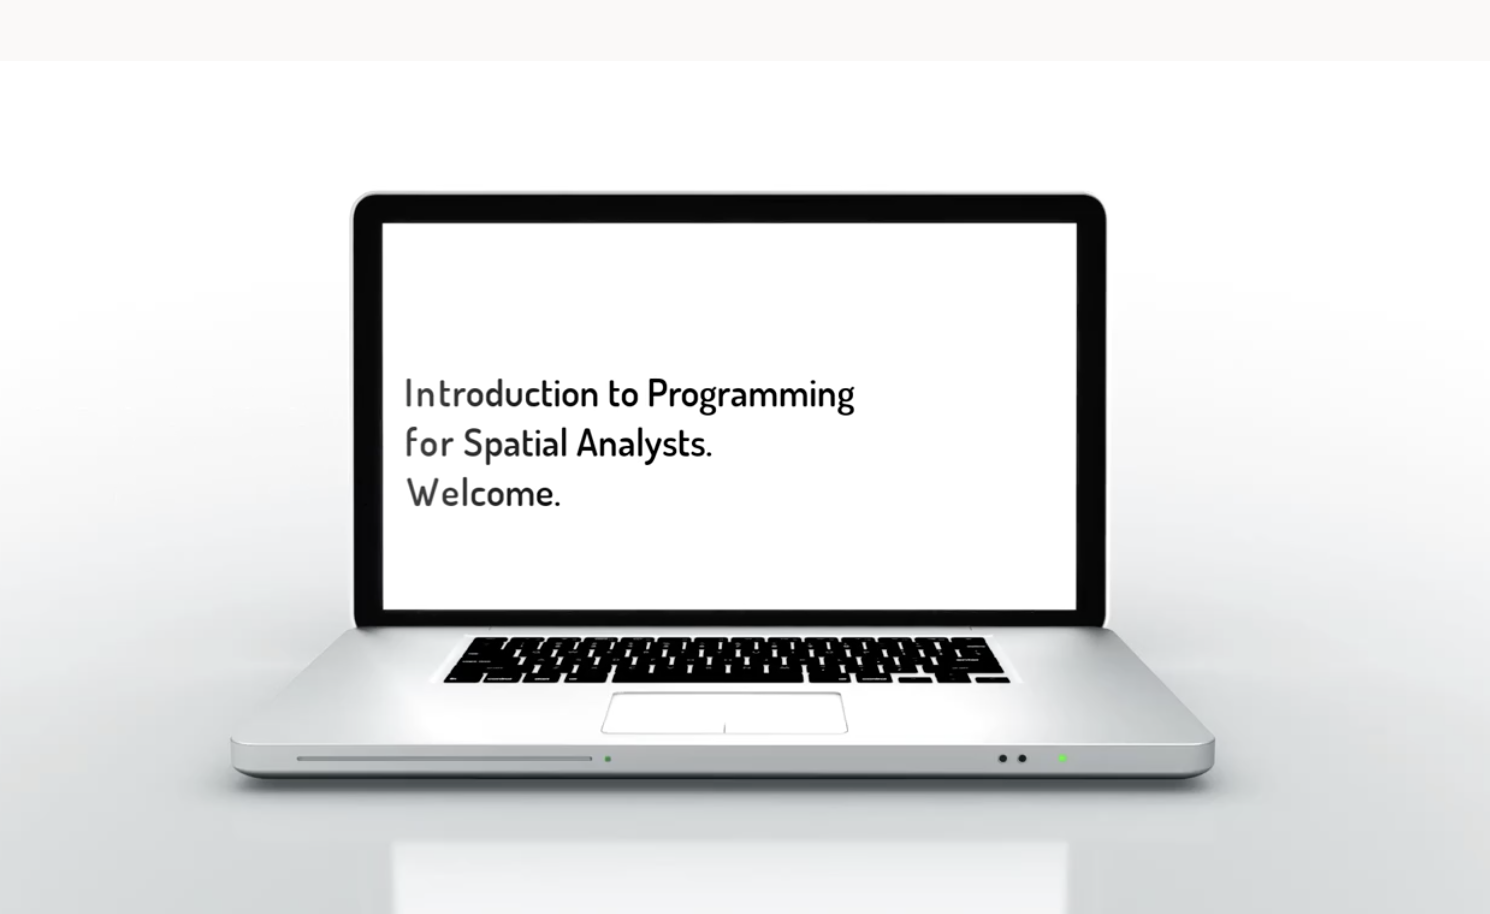 Introduction to Programming
for Spatial Analysts.
Welcome.